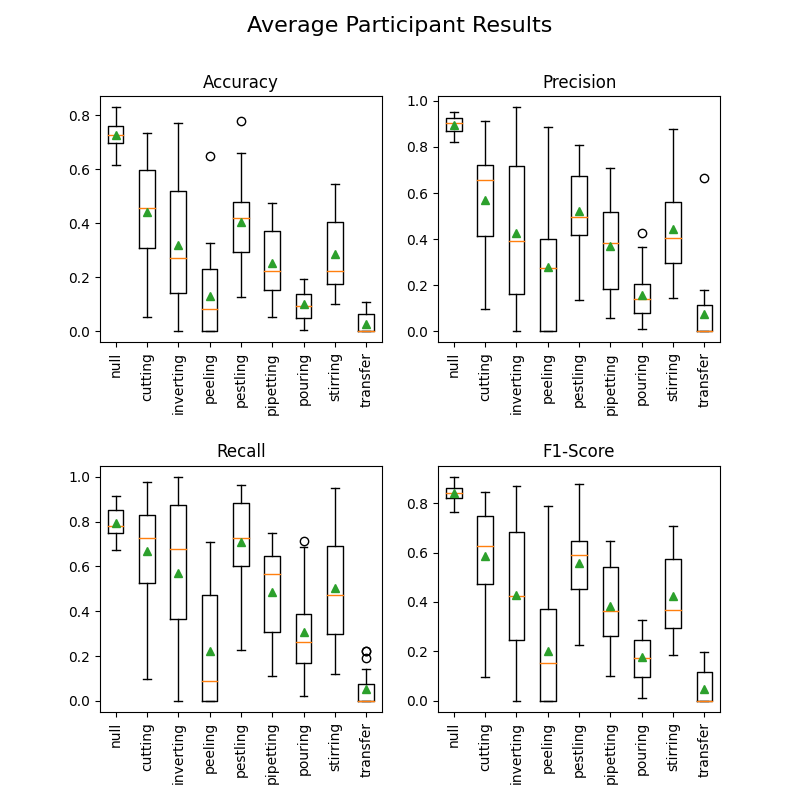 Average Participant Results
Accuracy
0.8
0.6
0.4
0.2
0.0
null
cutting
inverting
peeling
pestling
pipetting
pouring
stirring
transfer
Precision
1.0
0.8
0.6
0.4
0.2
0.0
null
cutting
inverting
peeling
pestling
pipetting
pouring
stirring
transfer
Recall
1.0
0.8
0.6
0.4
0.2
0.0
null
cutting
inverting
peeling
pestling
pipetting
pouring
stirring
transfer
F1-Score
0.8
0.6
0.4
0.2
0.0
null
cutting
inverting
peeling
pestling
pipetting
pouring
stirring
transfer